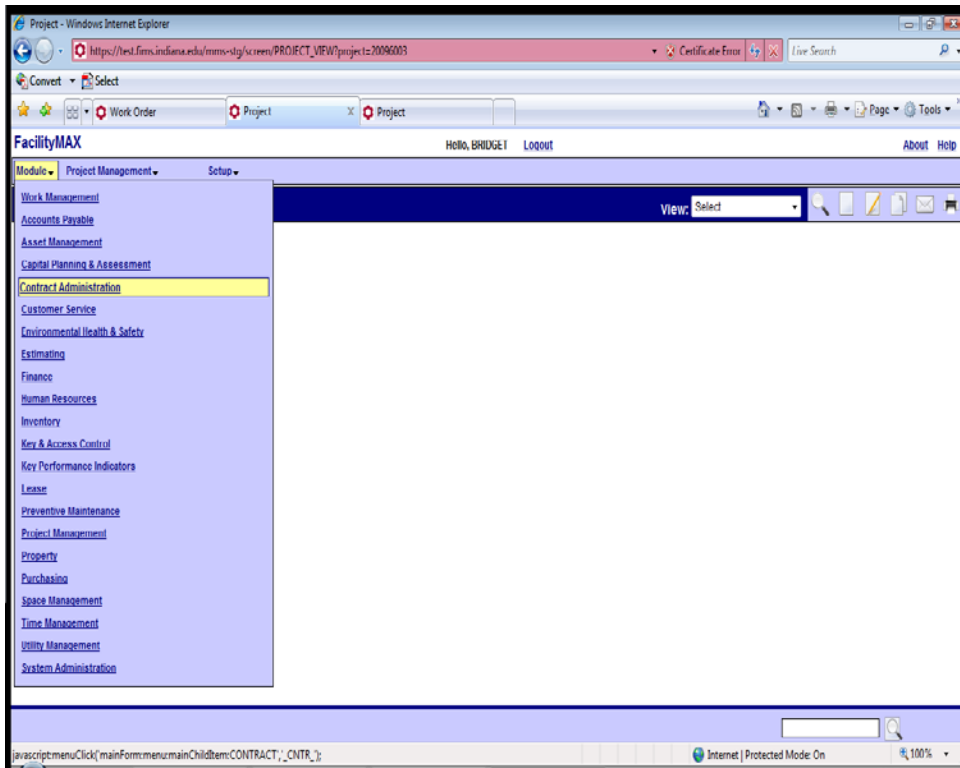 Project - Windows Internet Explorer
https://test.fims.indiana.edu/mms-stg/screen/PROJECT_VIEW?project=20096003 Certificate Error Live Search
Convert Select
Work Order Project X Project Page Tools
FacilityMAX Hello, BRIDGET Logout About Help
Module Project Management Setup
View: Select
Work Management
Accounts Payable
Asset Management
Capital Planning & Assessment
Contract Administration
Customer Service
Environmental Health & Safety
Estimating
Finance
Human Resources
Inventory
Key & Access Control
Key Performance Indicators
Lease
Preventive Maintenance
Project Management
Property
Purchasing
Space Management
Time Management
Utility Management
System Administration
javascript:menuClick('mainForm:menu:mainChildItem:CONTRACT','_CNTR_'); Internet | Protected Mode: On 100%